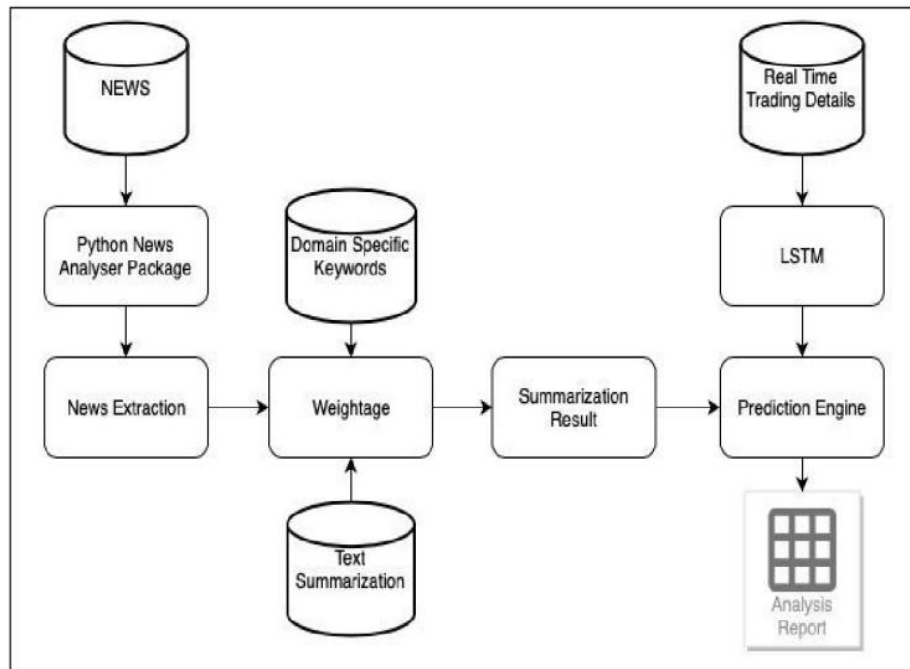 NEWS
Real Time
Trading Details
Python News
Analyser Package
Domain Specific
Keywords
LSTM
News Extraction
Weightage
Summarization
Result
Prediction Engine
Text
Summarization
Analysis
Report